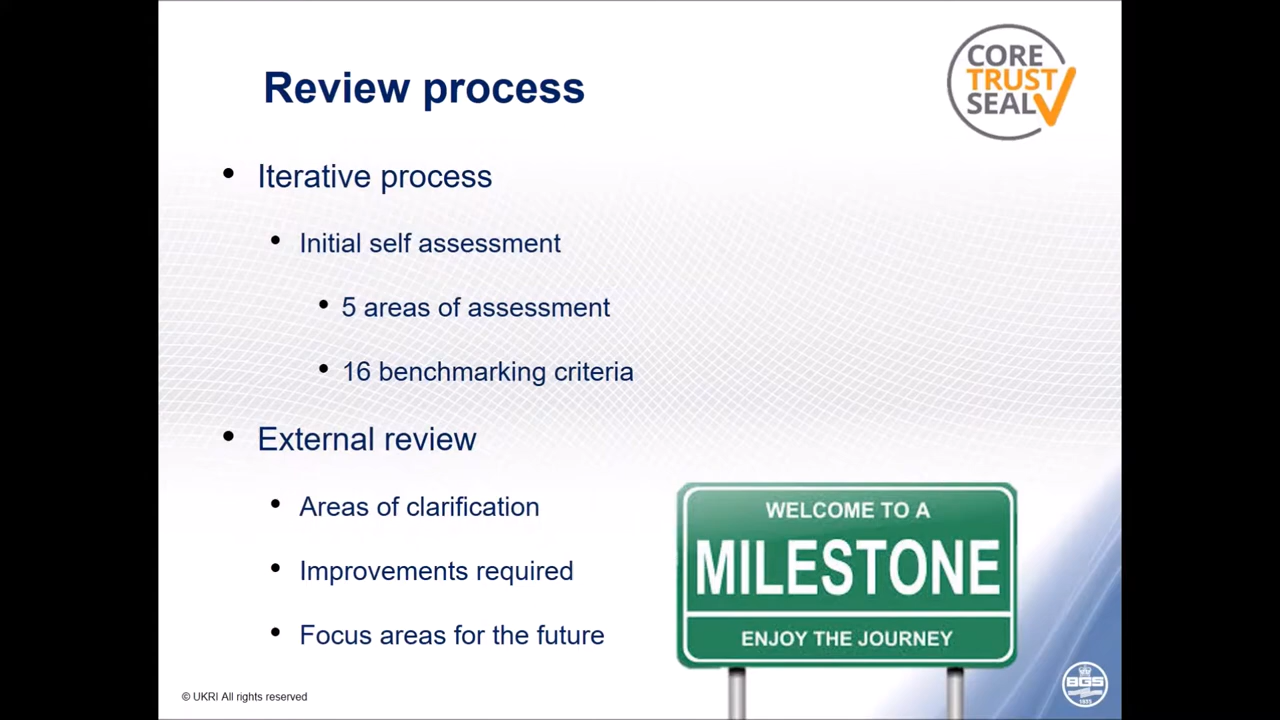 Review process
CORE
TRUST
SEAL
• Iterative process
• Initial self assessment
• 5 areas of assessment
• 16 benchmarking criteria
• External review
• Areas of clarification
• Improvements required
• Focus areas for the future
WELCOME TO A
MILESTONE
ENJOY THE JOURNEY
© UKRI All rights reserved
BGS